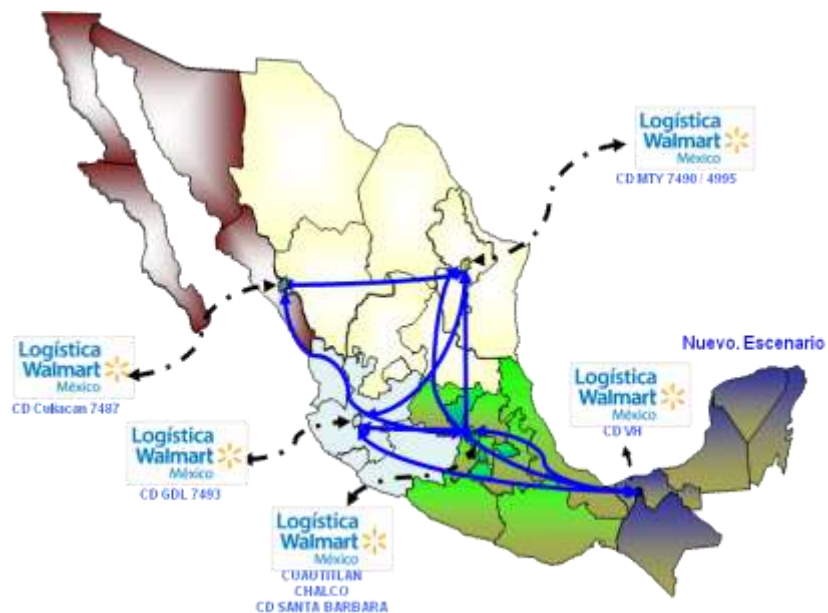 Logística
Walmart
México
CD MTY 7490 / 4995
Nuevo. Escenario
Logística
Walmart
México
CD Culiacan 7487
Logística
Walmart
México
CD VH
Logística
Walmart
México
CD GDL 7493
Logística
Walmart
México
CUAUTITLAN
CHALCO
CD SANTA BARBARA